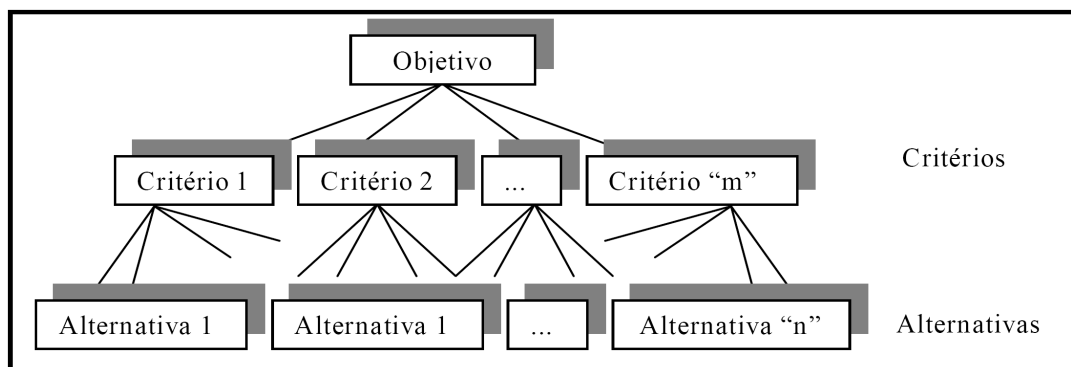 Objetivo
Critério 1
Critério 2
...
Critério “m”
Critérios
Alternativa 1
Alternativa 1
...
Alternativa “n”
Alternativas